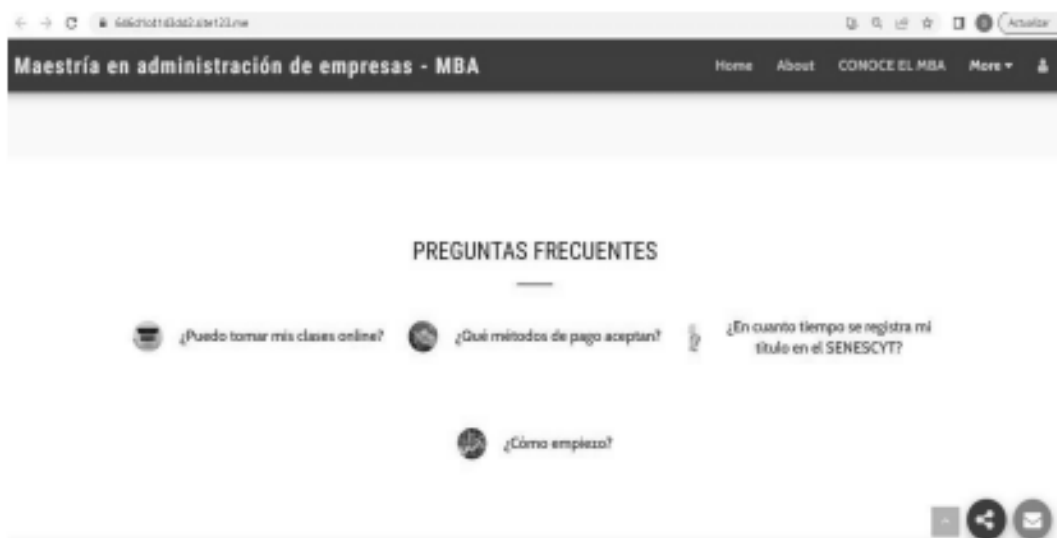 Actualizar
Maestría en administración de empresas - MBA
Home About CONOCE EL MBA More
PREGUNTAS FRECUENTES
¿Puedo tomar mis clases online?
¿Qué métodos de pago aceptan?
¿En cuanto tiempo se registra mi
título en el SENESCYT?
¿Cómo empiezo?